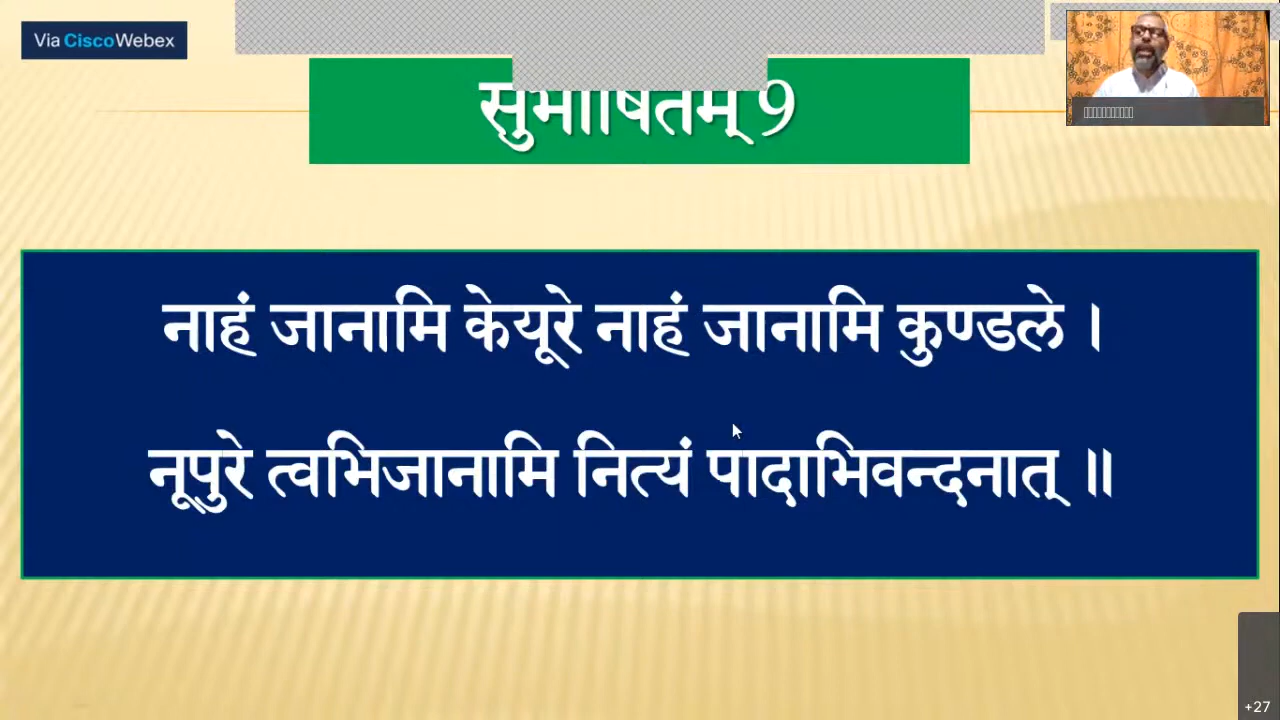 Via CiscoWebex
सुभाषितम् 9
नाहं जानामि केयूरे नाहं जानामि कुण्डले ।
नूपुरे त्वभिजानामि नित्यं पादाभिवन्दनात् ॥
+27